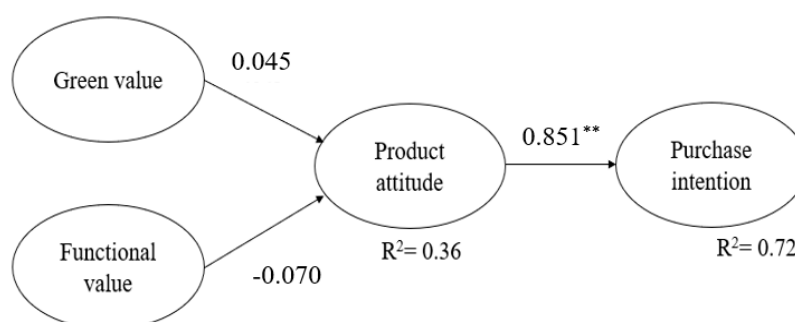 0.045
Green value
0.851**
Product
attitude
Purchase
intention
R²= 0.36
R²= 0.72
Functional
value
-0.070